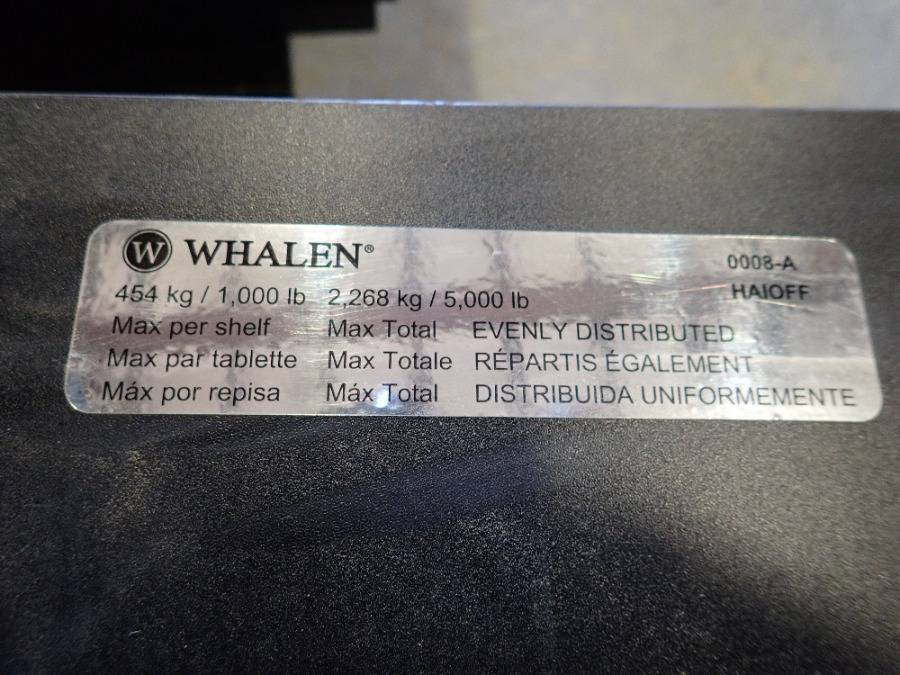 W WHALEN® 0008-A
454 kg / 1,000 lb 2,268 kg / 5,000 lb HAIOFF
Max per shelf Max Total EVENLY DISTRIBUTED
Max par tablette Max Totale RÉPARTIS ÉGALEMENT
Máx por repisa Máx Total DISTRIBUIDA UNIFORMEMENTE